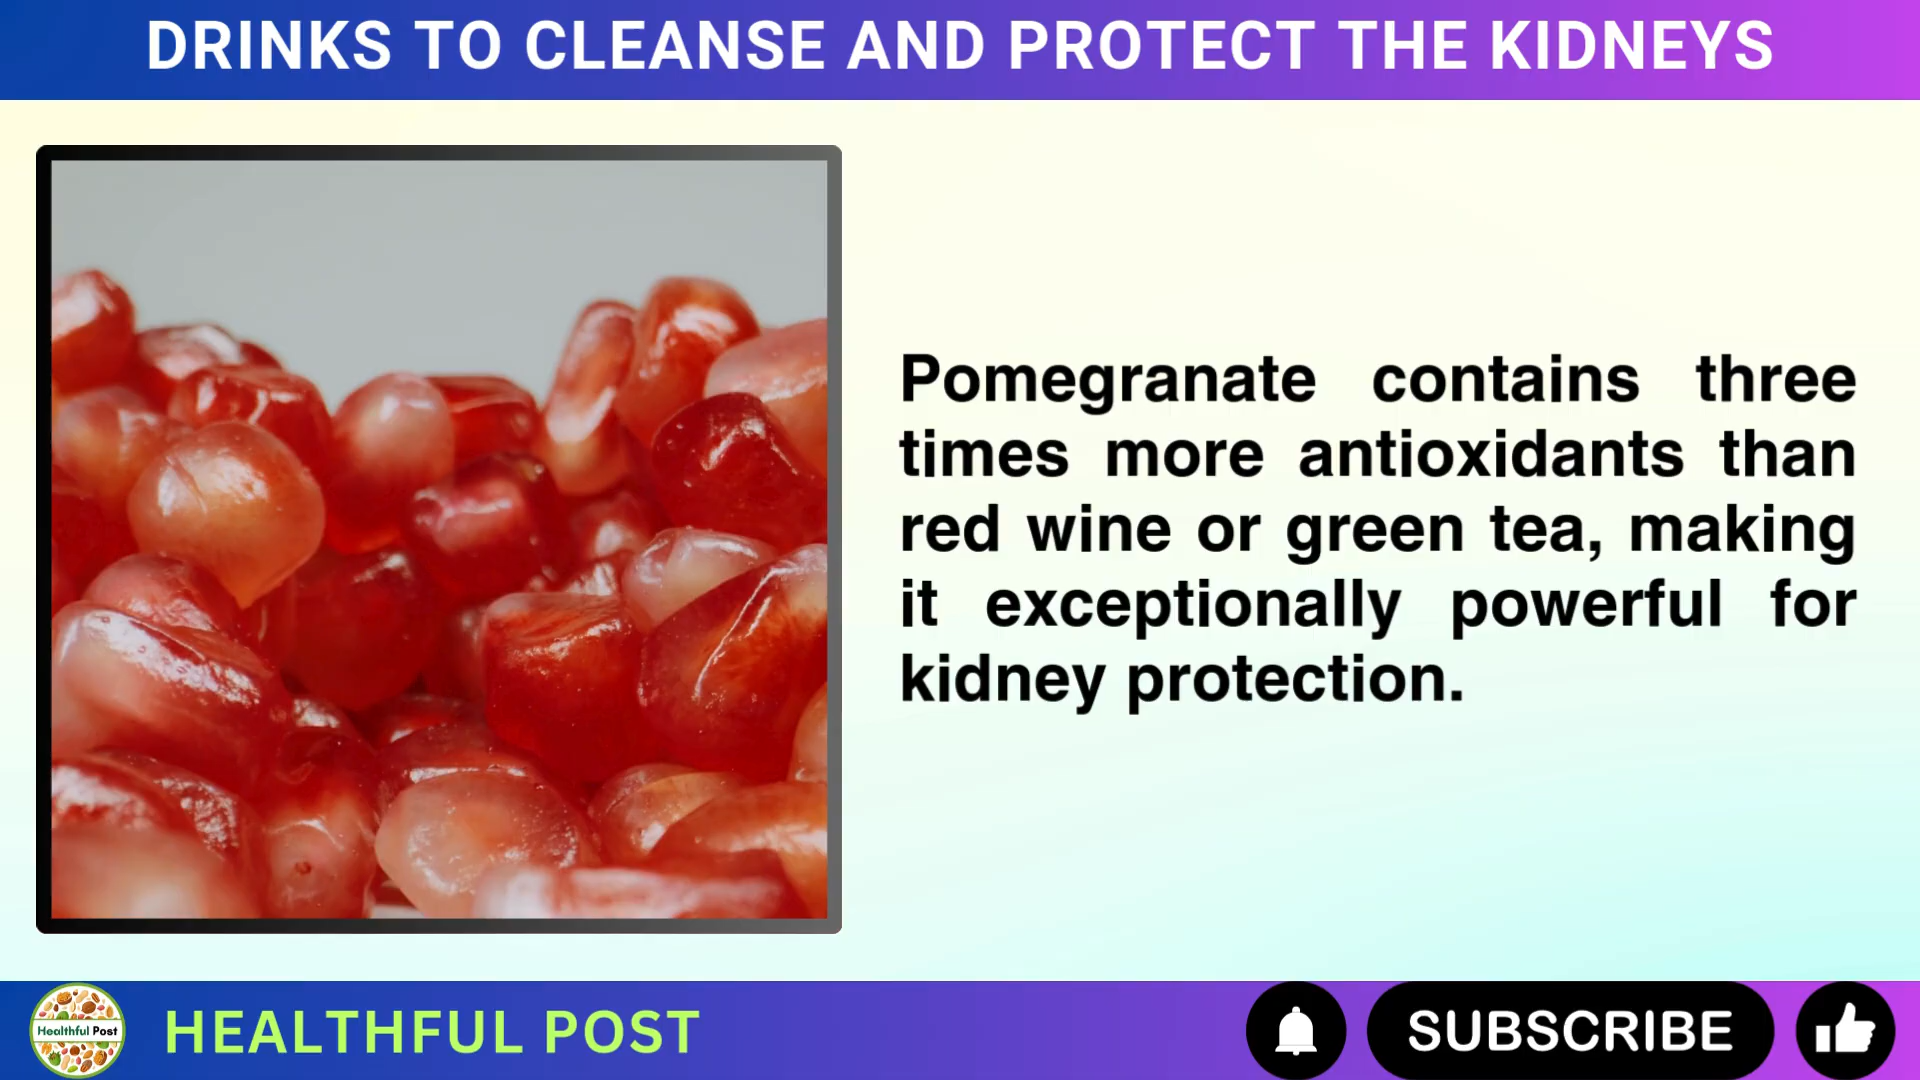 DRINKS TO CLEANSE AND PROTECT THE KIDNEYS
Pomegranate contains three
times more antioxidants than
red wine or green tea, making
it exceptionally powerful for
kidney protection.
Healthful Post
HEALTHFUL POST
SUBSCRIBE